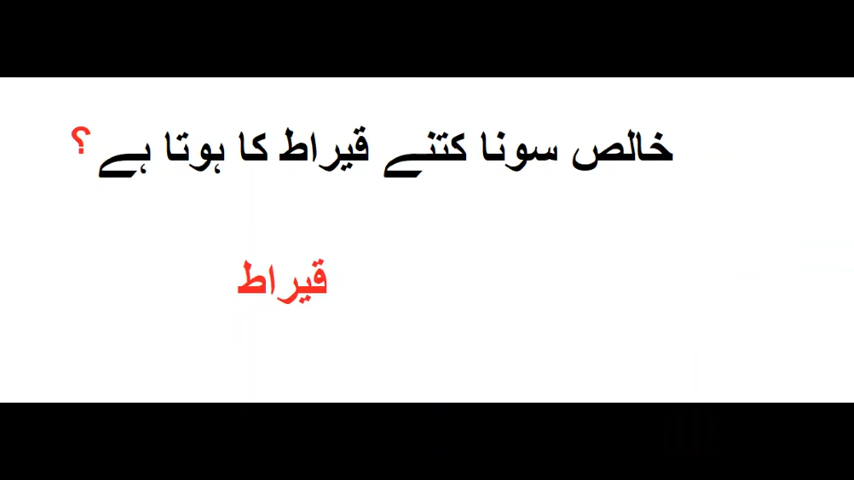 خالص سونا کتنے قیراط کا ہوتا ہے ؟
قیراط